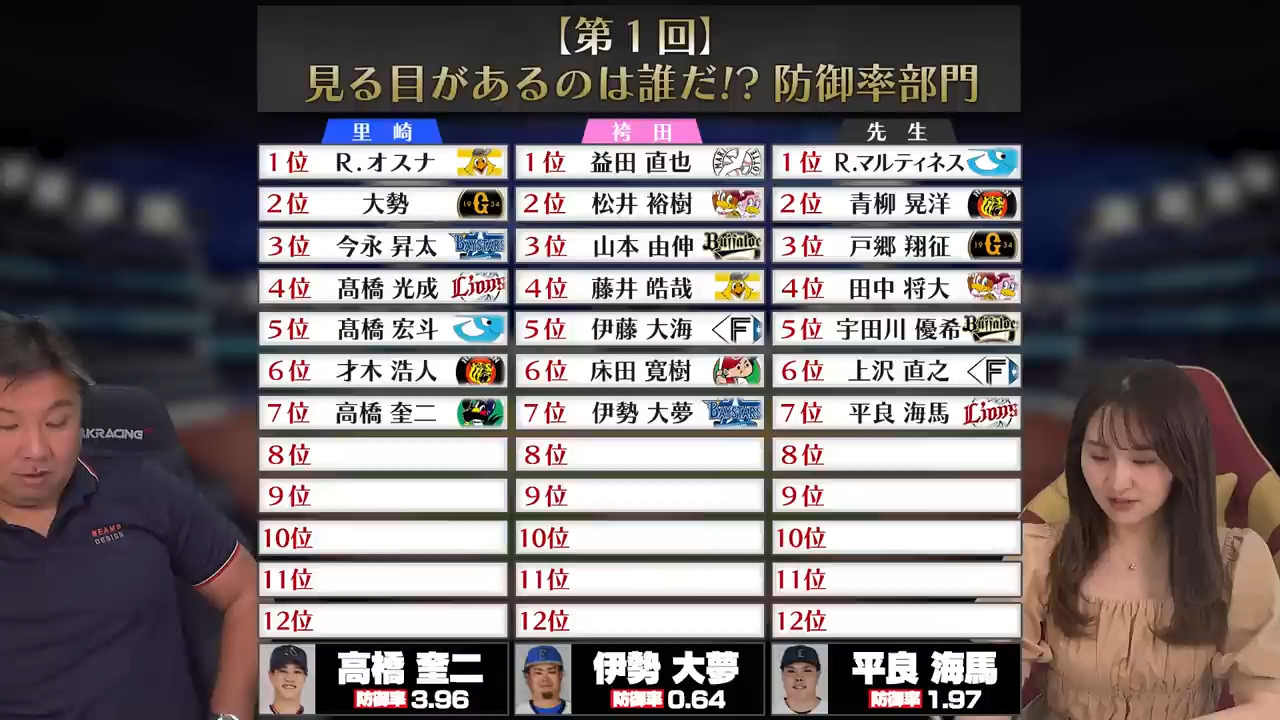 【第1回】
見る目があるのは誰だ!? 防御率部門
里崎
袴田
先生
1位 R.オスナ
1位 益田 直也
1位 R.マルティネス
2位 大勢
2位 松井 裕樹
2位 青柳 晃洋
3位 今永 昇太
3位 山本 由伸
3位 戸郷 翔征
4位 髙橋 光成
4位 藤井 皓哉
4位 田中 将大
5位 髙橋 宏斗
5位 伊藤 大海
5位 宇田川 優希
6位 才木 浩人
6位 床田 寛樹
6位 上沢 直之
7位 高橋 奎二
7位 伊勢 大夢
7位 平良 海馬
8位
8位
8位
9位
9位
9位
10位
10位
10位
11位
11位
11位
12位
12位
12位
高橋 奎二
防御率3.96
伊勢 大夢
防御率0.64
平良 海馬
防御率1.97
AKRACING
BEAMS
DESIGN
BAYSTARS
Buffaloes
Lions
Lions
BAYSTARS
Buffaloes